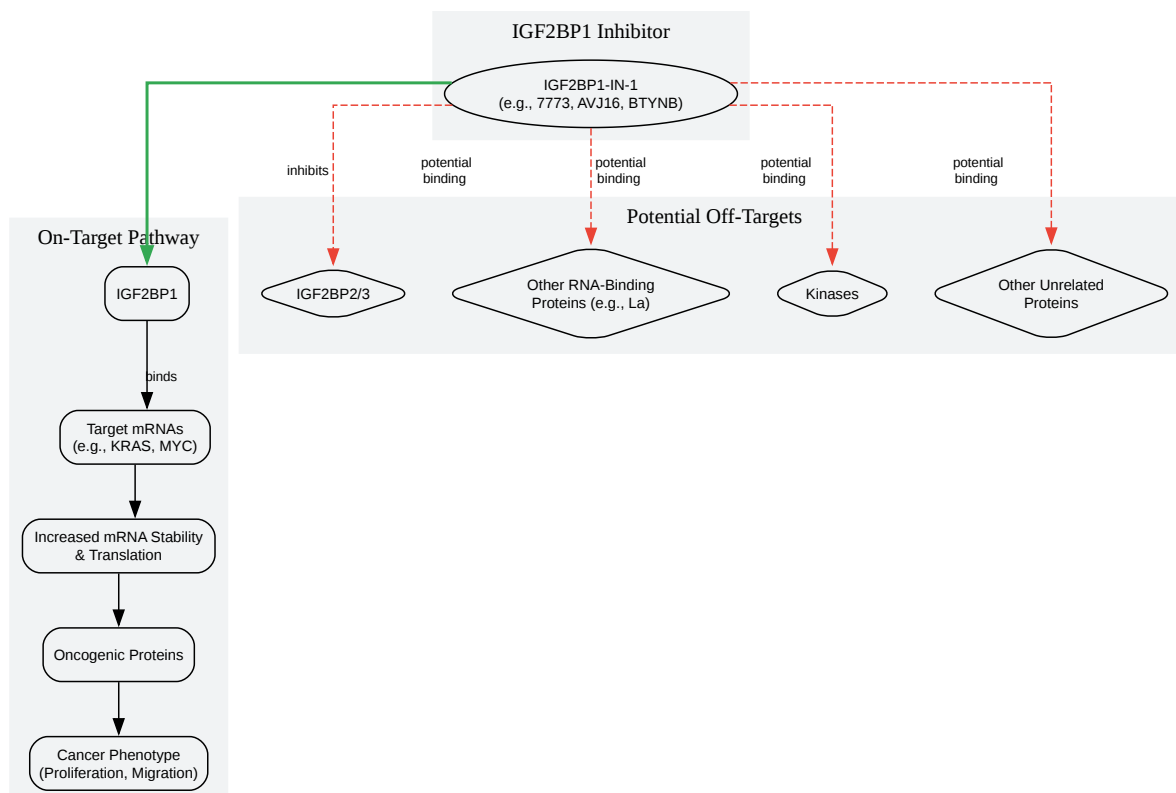 IGF2BP1 Inhibitor
IGF2BP1-IN-1
(e.g., 7773, AVJ16, BTYNB)
inhibits
potential
binding
potential
binding
potential
binding
potential
binding
Potential Off-Targets
IGF2BP2/3
Other RNA-Binding
Proteins (e.g., La)
Kinases
Other Unrelated
Proteins
On-Target Pathway
IGF2BP1
binds
Target mRNAs
(e.g., KRAS, MYC)
Increased mRNA Stability
& Translation
Oncogenic Proteins
Cancer Phenotype
(Proliferation, Migration)